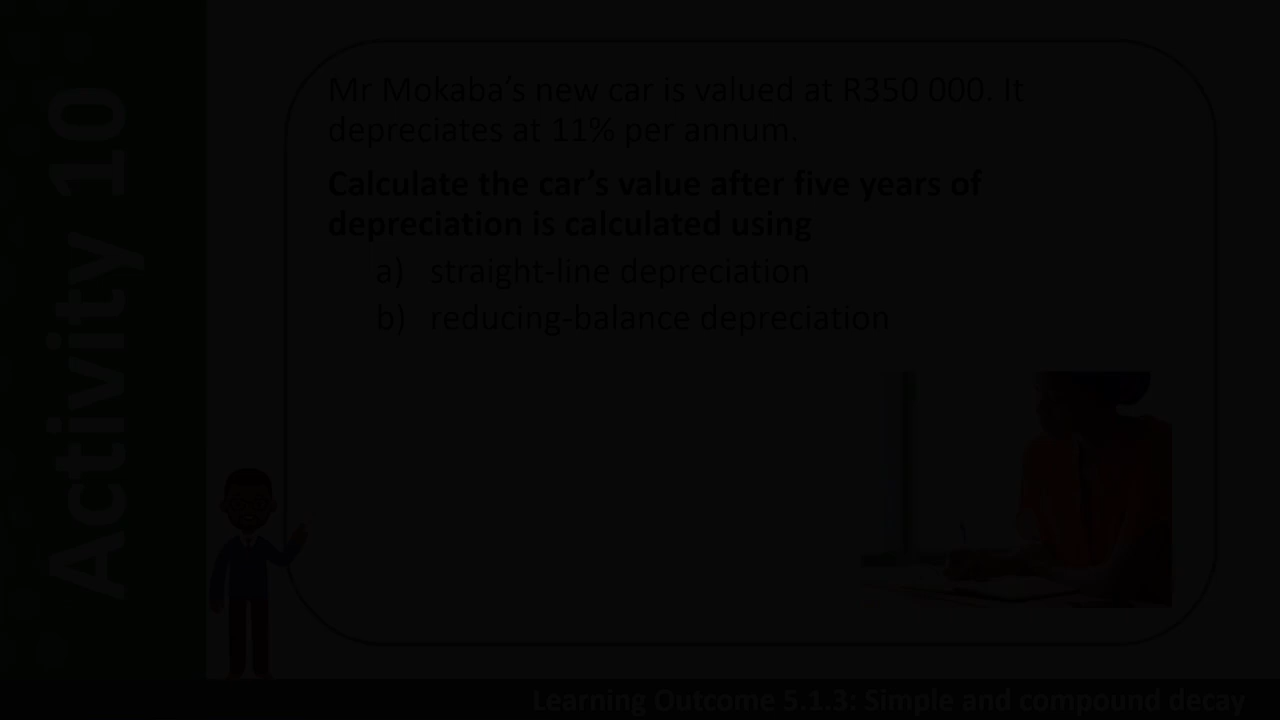 Activity 10
Mr Mokaba’s new car is valued at R350 000. It
depreciates at 11% per annum.
Calculate the car’s value after five years of
depreciation is calculated using
a) straight-line depreciation
b) reducing-balance depreciation
Learning Outcome 5.1.3: Simple and compound decay